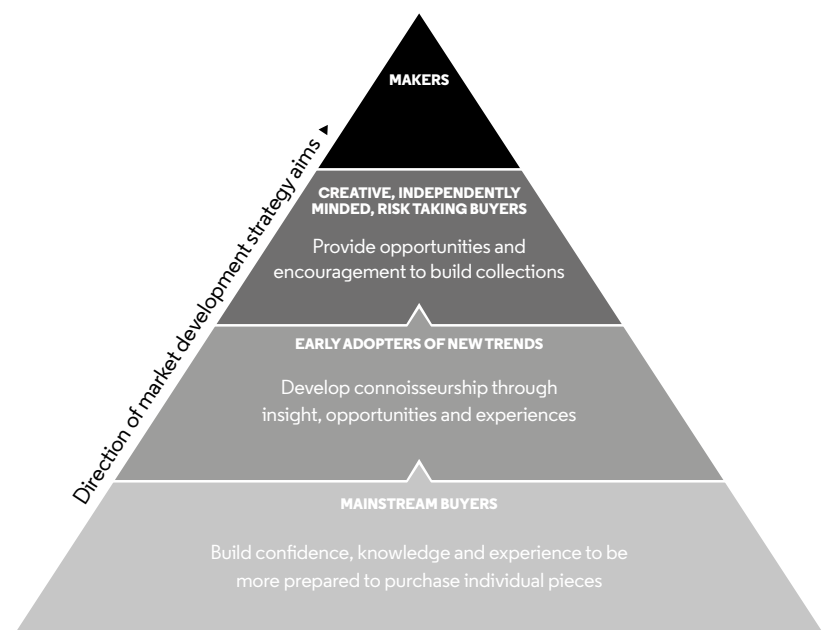 MAKERS
Direction of market development strategy aims
CREATIVE, INDEPENDENTLY
MINDED, RISK TAKING BUYERS
Provide opportunities and
encouragement to build collections
EARLY ADOPTERS OF NEW TRENDS
Develop connoisseurship through
insight, opportunities and experiences
MAINSTREAM BUYERS
Build confidence, knowledge and experience to be
more prepared to purchase individual pieces